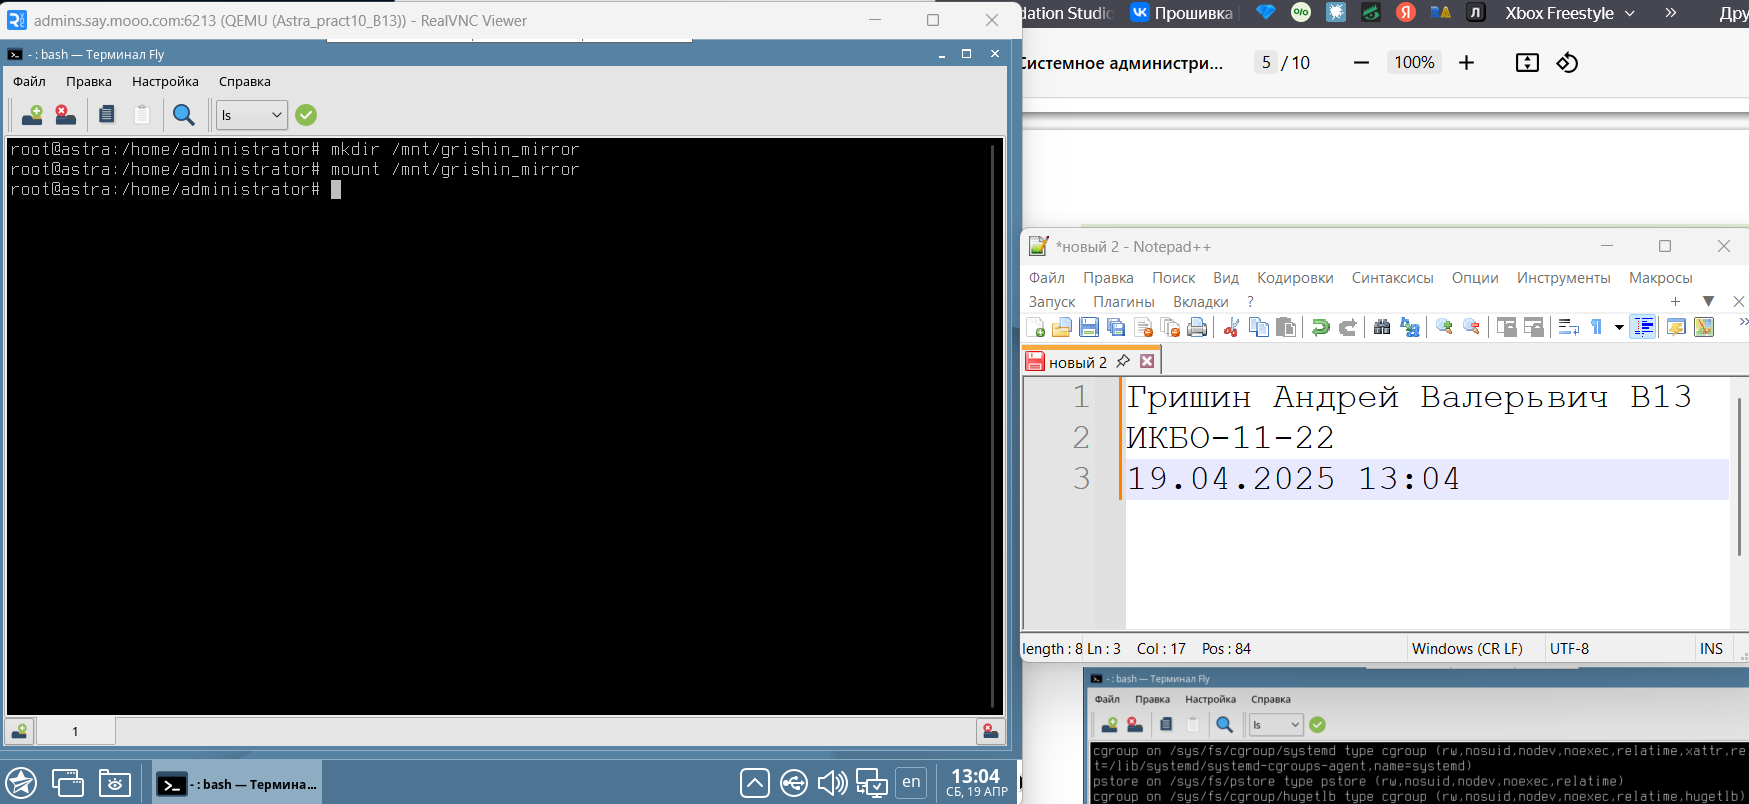 admins.say.mooo.com:6213 (QEMU (Astra_pract10_B13)) - RealVNC Viewer
- : bash — Терминал Fly
Файл Правка Настройка Справка
ls
root@astra:/home/administrator# mkdir /mnt/grishin_mirror
root@astra:/home/administrator# mount /mnt/grishin_mirror
root@astra:/home/administrator#
1
- : bash — Термина...
en
13:04
СБ, 19 АПР
dation Studio
Прошивка
Xbox Freestyle
» Дру
Системное администри...
5 / 10
100%
*новый 2 - Notepad++
Файл Правка Поиск Вид Кодировки Синтаксисы Опции Инструменты Макросы
Запуск Плагины Вкладки ?
новый 2
1 Гришин Андрей Валерьвич В13
2 ИКБО-11-22
3 19.04.2025 13:04
length : 8 Ln : 3 Col : 17 Pos : 84 Windows (CR LF) UTF-8 INS
- : bash — Терминал Fly
Файл Правка Настройка Справка
ls
cgroup on /sys/fs/cgroup/systemd type cgroup (rw,nosuid,nodev,noexec,relatime,xattr,re
t=/lib/systemd/systemd-cgroups-agent,name=systemd)
pstore on /sys/fs/pstore type pstore (rw,nosuid,nodev,noexec,relatime)
cgroup on /sys/fs/cgroup/hugetlb type cgroup (rw,nosuid,nodev,noexec,relatime,hugetlb)